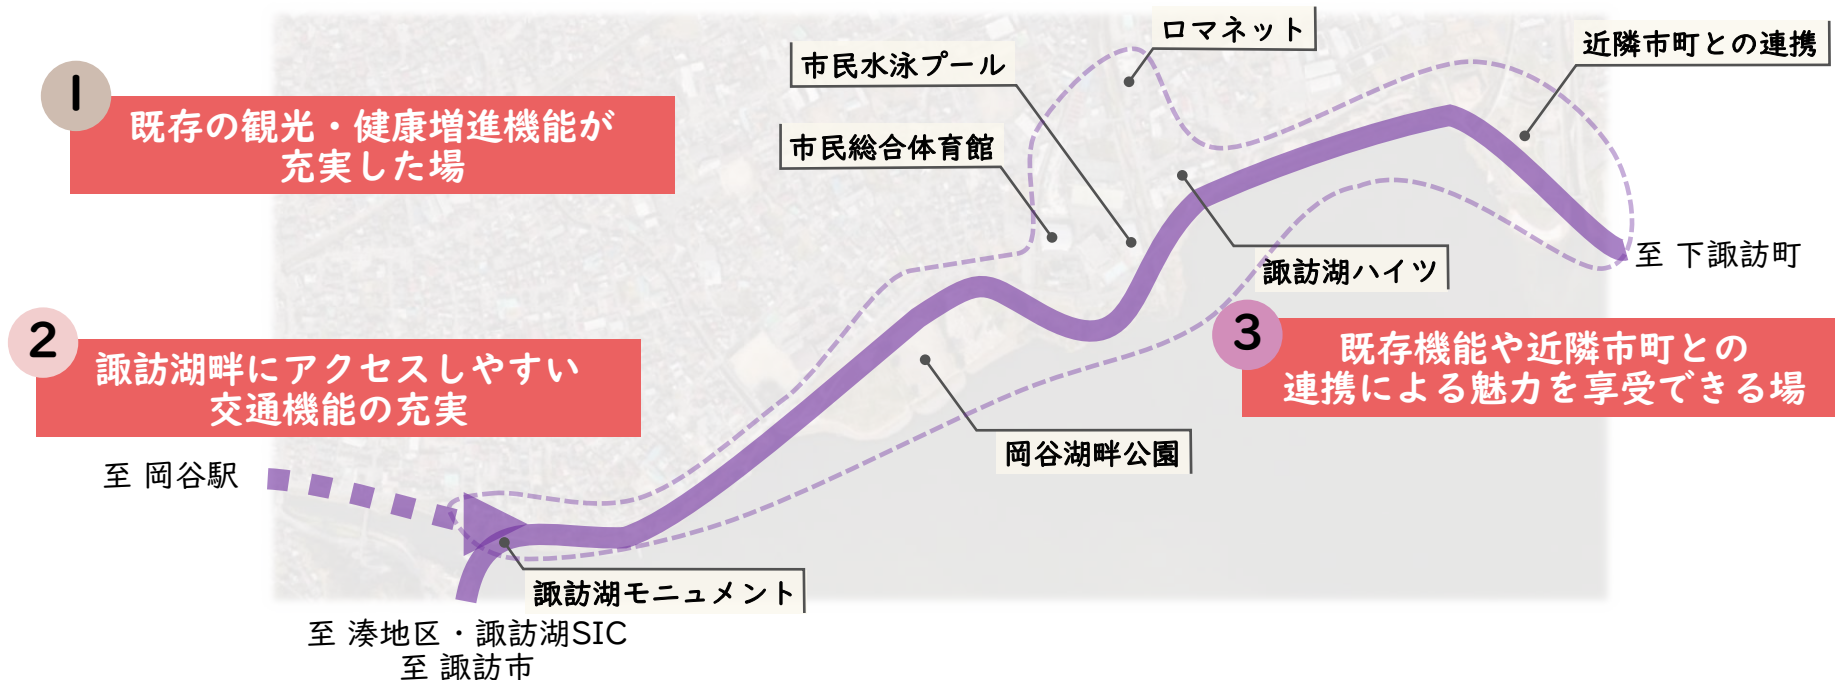 1
既存の観光・健康増進機能が
充実した場
2
諏訪湖畔にアクセスしやすい
交通機能の充実
3
既存機能や近隣市町との
連携による魅力を享受できる場
ロマネット
近隣市町との連携
市民水泳プール
市民総合体育館
諏訪湖ハイツ
至 下諏訪町
岡谷湖畔公園
至 岡谷駅
諏訪湖モニュメント
至 湊地区・諏訪湖SIC
至 諏訪市